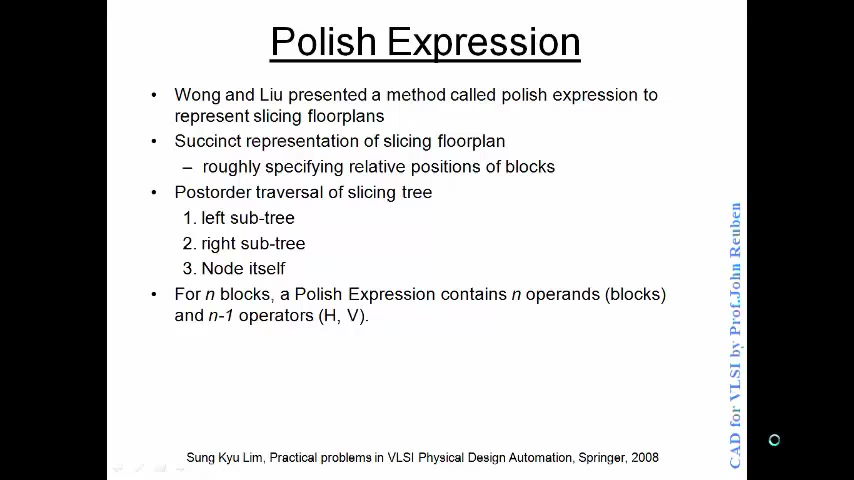 Polish Expression
• Wong and Liu presented a method called polish expression to
represent slicing floorplans
• Succinct representation of slicing floorplan
– roughly specifying relative positions of blocks
• Postorder traversal of slicing tree
1. left sub-tree
2. right sub-tree
3. Node itself
• For n blocks, a Polish Expression contains n operands (blocks)
and n-1 operators (H, V).
Sung Kyu Lim, Practical problems in VLSI Physical Design Automation, Springer, 2008
CAD for VLSI by Prof.John Reuben